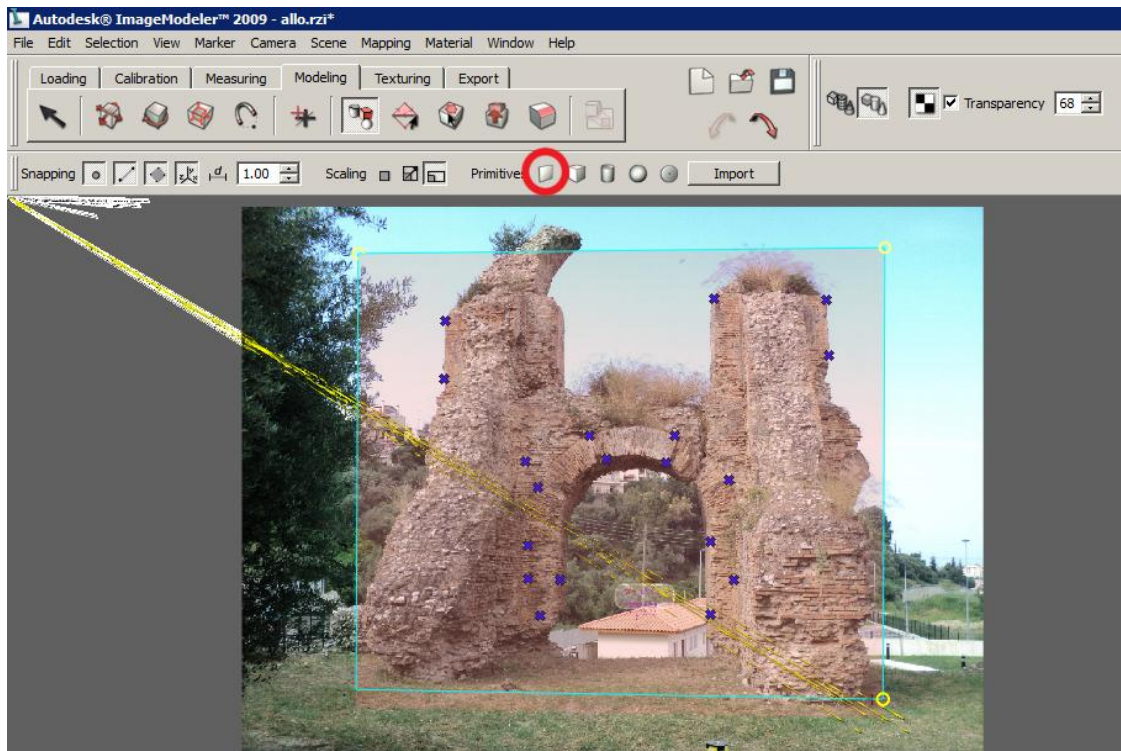 Autodesk® ImageModeler™ 2009 - allo.rzi*
File Edit Selection View Marker Camera Scene Mapping Material Window Help
Loading Calibration Measuring Modeling Texturing Export
Transparency 68
Snapping d 1.00 Scaling Primitive Import